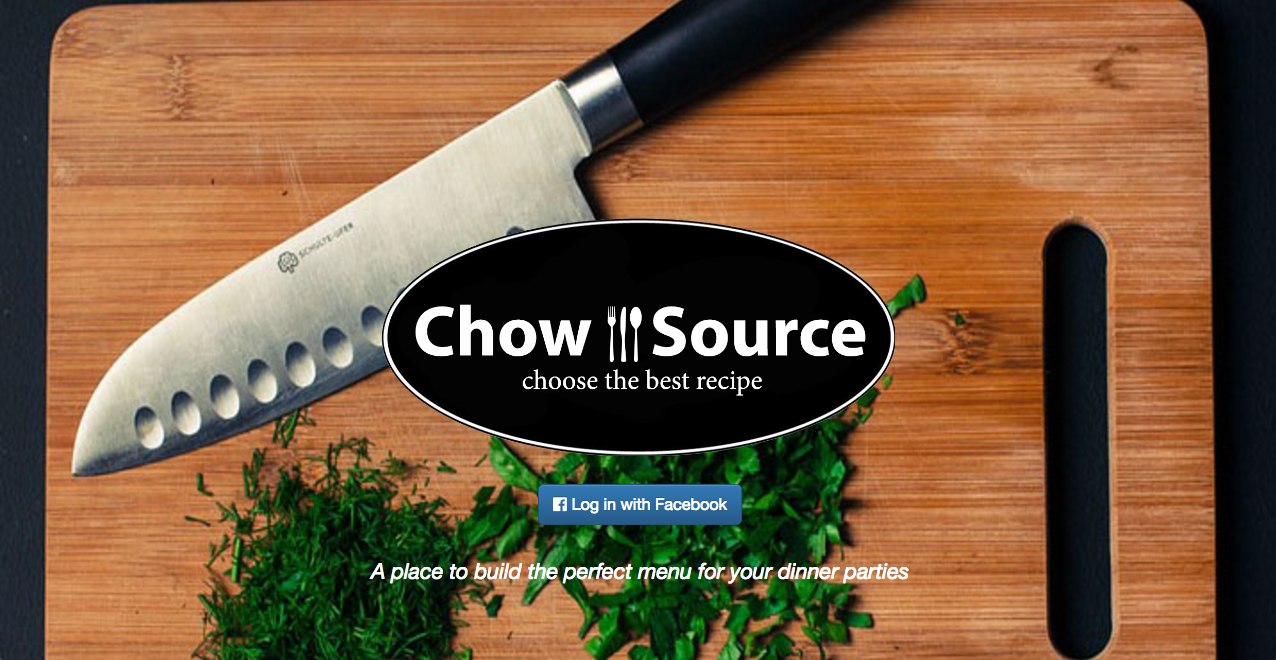 SCHULTE-UFER
Chow Source
choose the best recipe
Log in with Facebook
A place to build the perfect menu for your dinner parties